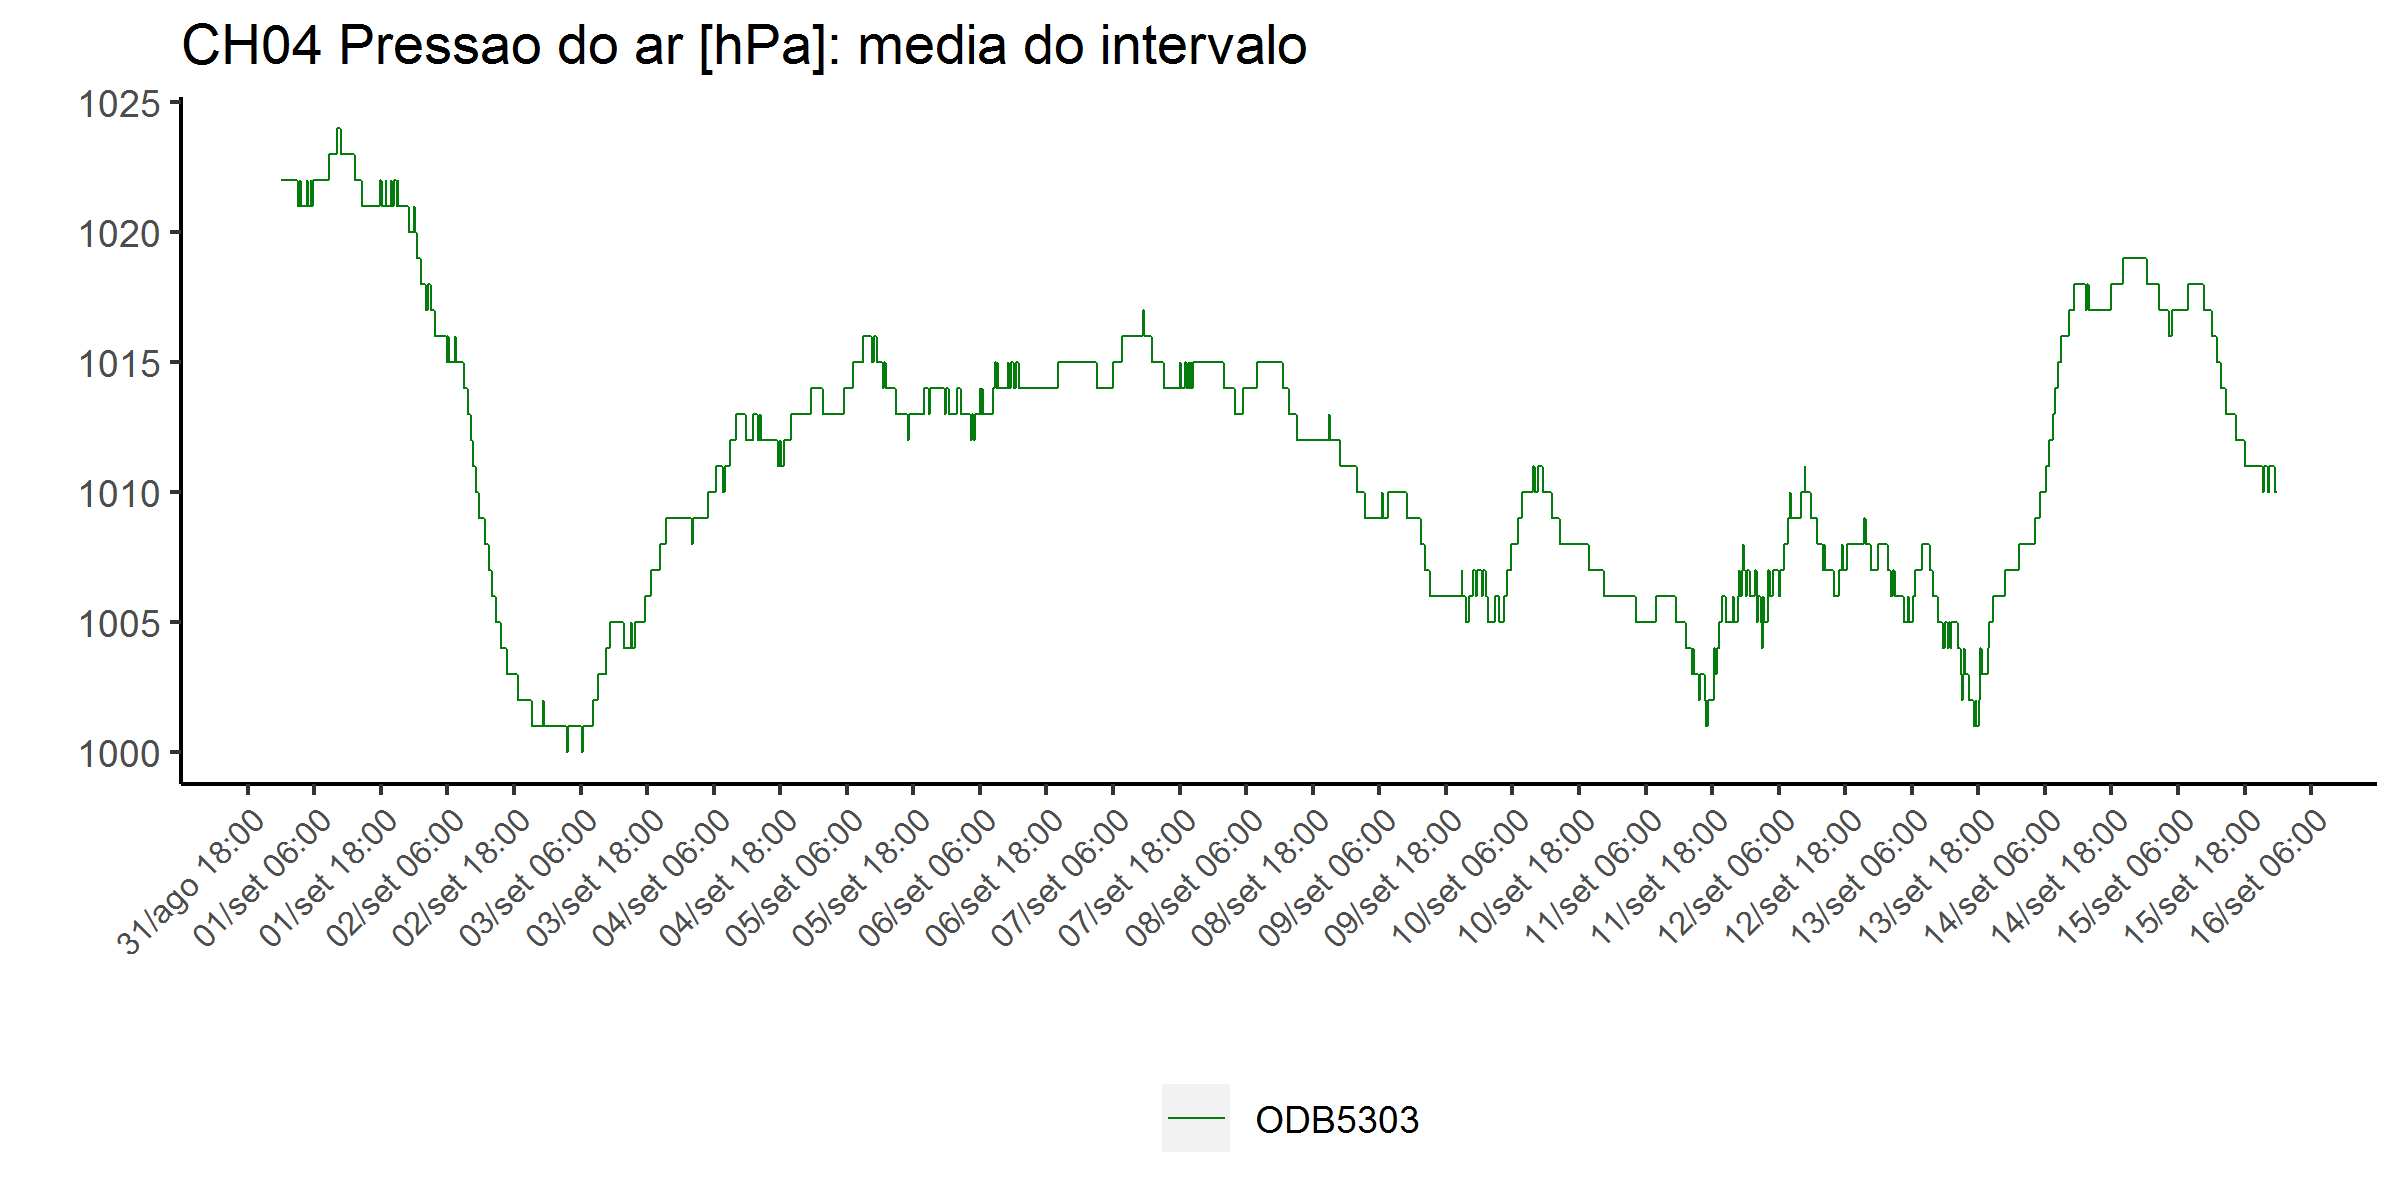 CH04 Pressao do ar [hPa]: media do intervalo
1025
1020
1015
1010
1005
1000
31/ago 18:00
01/set 06:00
01/set 18:00
02/set 06:00
02/set 18:00
03/set 06:00
03/set 18:00
04/set 06:00
04/set 18:00
05/set 06:00
05/set 18:00
06/set 06:00
06/set 18:00
07/set 06:00
07/set 18:00
08/set 06:00
08/set 18:00
09/set 06:00
09/set 18:00
10/set 06:00
10/set 18:00
11/set 06:00
11/set 18:00
12/set 06:00
12/set 18:00
13/set 06:00
13/set 18:00
14/set 06:00
14/set 18:00
15/set 06:00
15/set 18:00
16/set 06:00
ODB5303